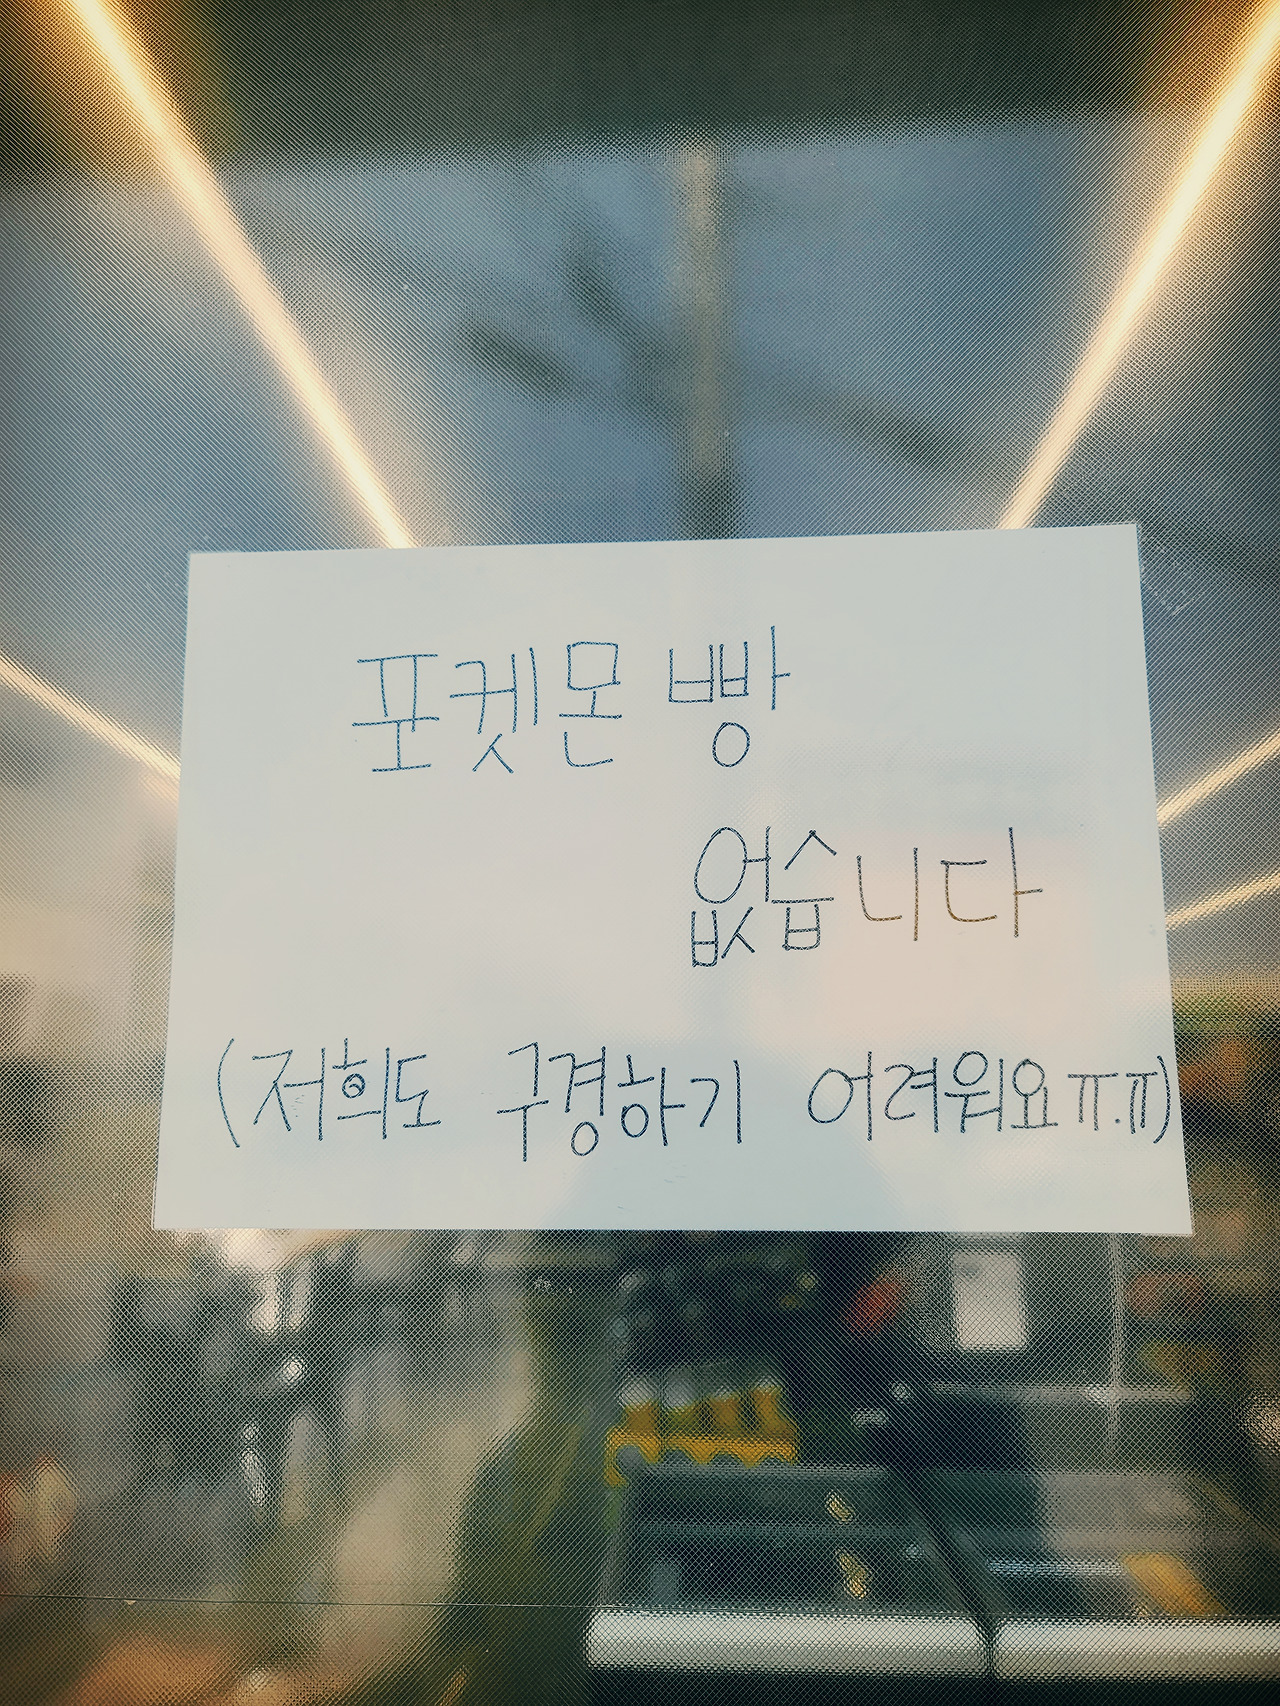 포켓몬 빵
없습니다
(저희도 구경하기 어려워요ㅠ.ㅠ)